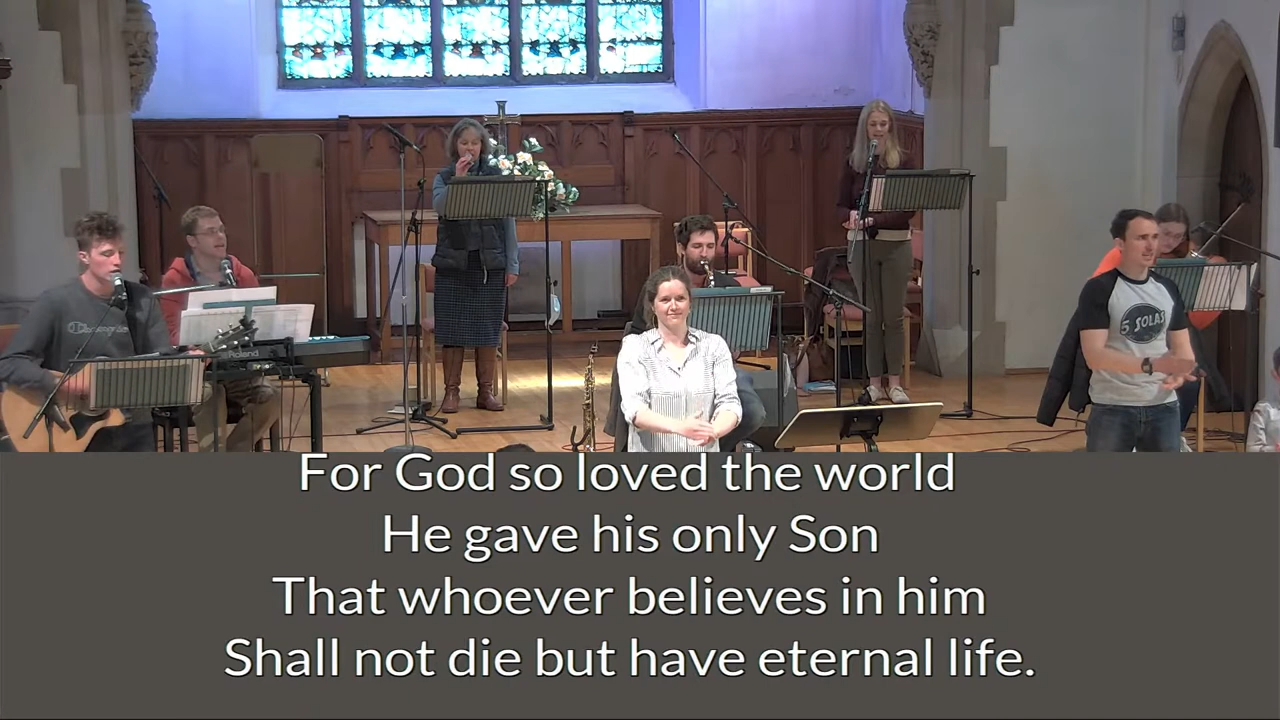 5 SOLAS
Roland
For God so loved the world
He gave his only Son
That whoever believes in him
Shall not die but have eternal life.